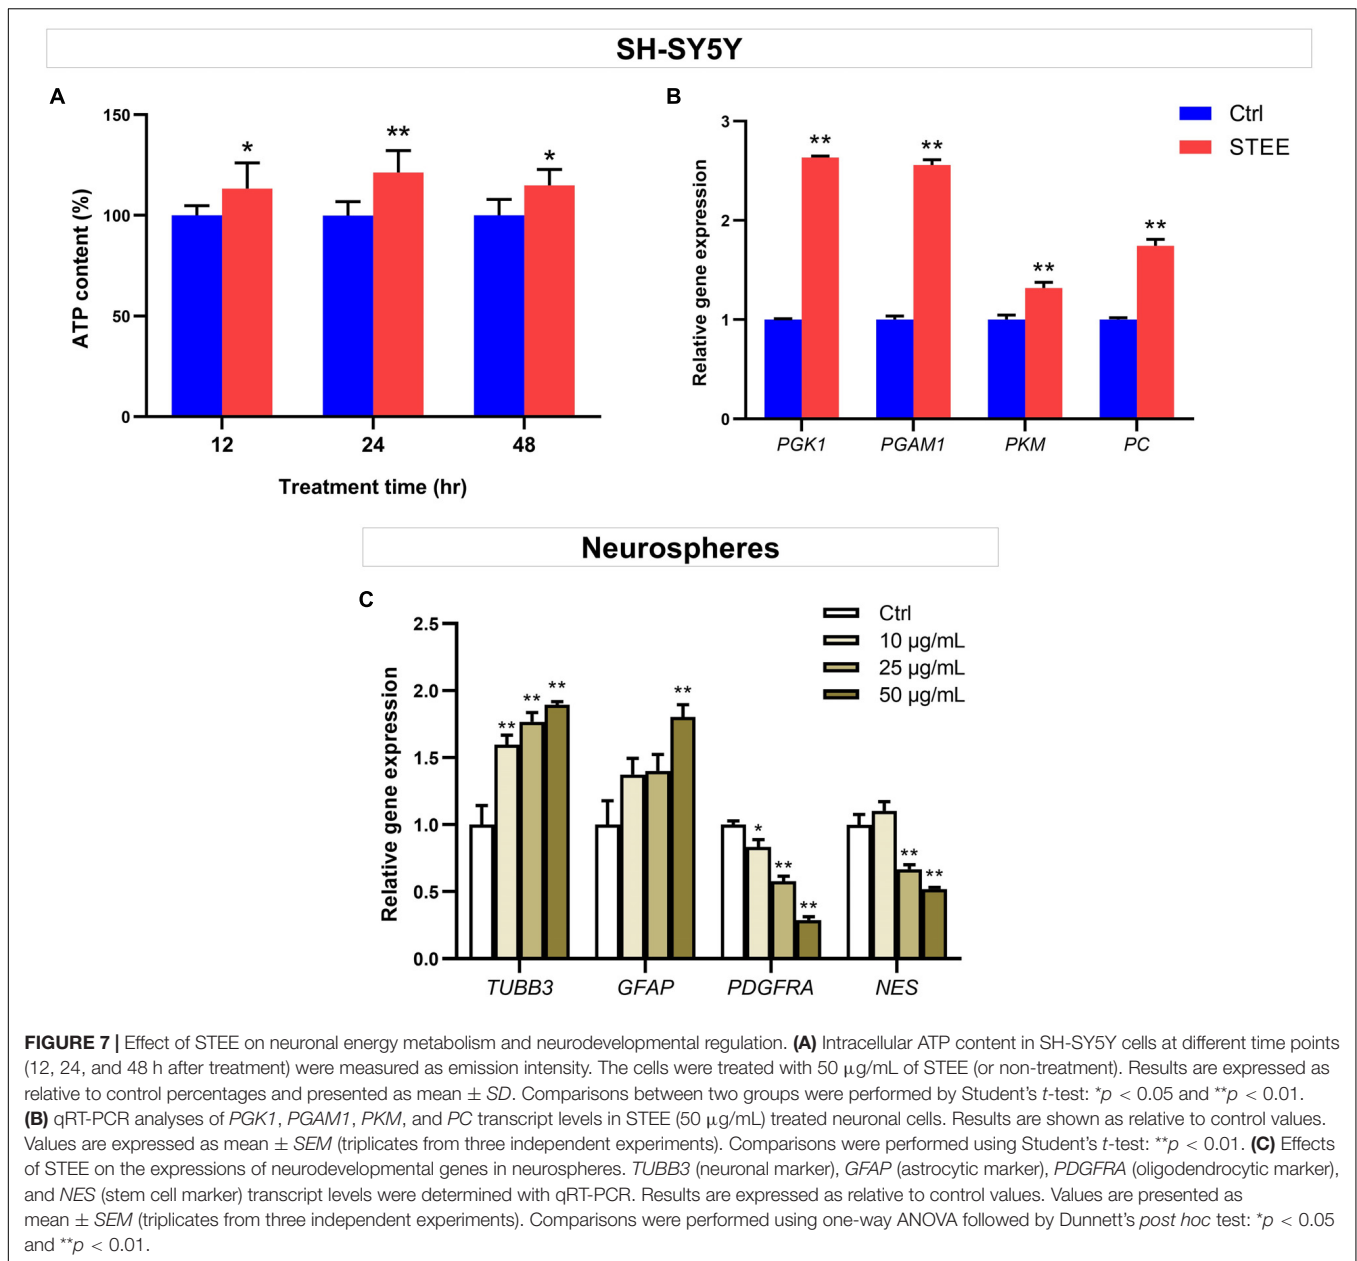 SH-SY5Y
A
150
100
50
0
ATP content (%)
*
**
*
12 24 48
Treatment time (hr)
B
3
2
1
0
Relative gene expression
**
**
**
**
PGK1 PGAM1 PKM PC
Ctrl
STEE
Neurospheres
C
2.5
2.0
1.5
1.0
0.5
0.0
Relative gene expression
**
**
**
**
*
**
**
**
**
TUBB3 GFAP PDGFRA NES
Ctrl
10 µg/mL
25 µg/mL
50 µg/mL
FIGURE 7 | Effect of STEE on neuronal energy metabolism and neurodevelopmental regulation. (A) Intracellular ATP content in SH-SY5Y cells at different time points
(12, 24, and 48 h after treatment) were measured as emission intensity. The cells were treated with 50 µg/mL of STEE (or non-treatment). Results are expressed as
relative to control percentages and presented as mean ± SD. Comparisons between two groups were performed by Student's t-test: *p < 0.05 and **p < 0.01.
(B) qRT-PCR analyses of PGK1, PGAM1, PKM, and PC transcript levels in STEE (50 µg/mL) treated neuronal cells. Results are shown as relative to control values.
Values are expressed as mean ± SEM (triplicates from three independent experiments). Comparisons were performed using Student's t-test: **p < 0.01. (C) Effects
of STEE on the expressions of neurodevelopmental genes in neurospheres. TUBB3 (neuronal marker), GFAP (astrocytic marker), PDGFRA (oligodendrocytic marker),
and NES (stem cell marker) transcript levels were determined with qRT-PCR. Results are expressed as relative to control values. Values are presented as
mean ± SEM (triplicates from three independent experiments). Comparisons were performed using one-way ANOVA followed by Dunnett's post hoc test: *p < 0.05
and **p < 0.01.